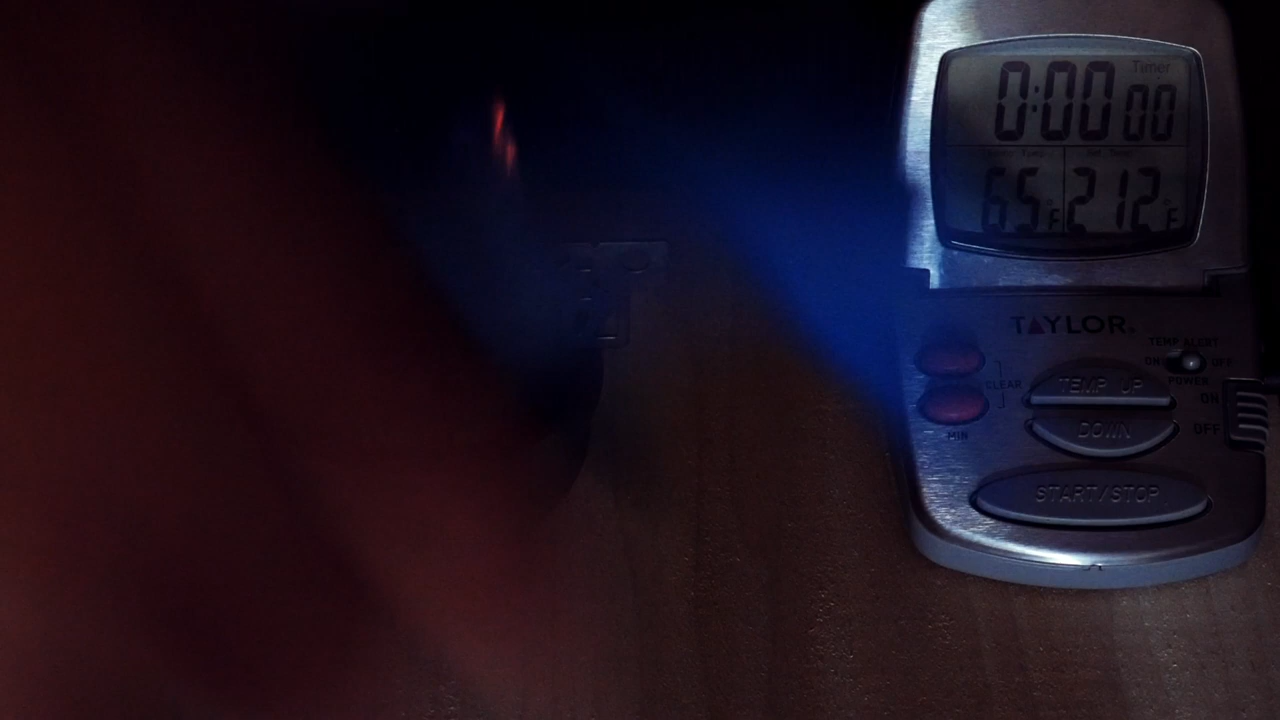 Timer
0:00 00
65°F 212°F
TAYLOR
TEMP ALERT
ON OFF
POWER
ON
OFF
CLEAR
MIN
TEMP UP
DOWN
START/STOP